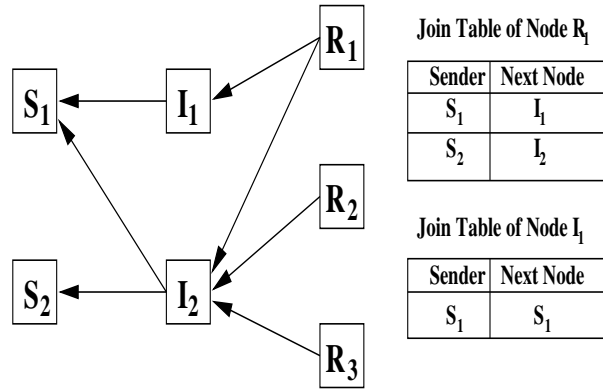 S₁
I₁
R₁
R₂
S₂
I₂
R₃
Join Table of Node R₁
Sender Next Node
S₁ I₁
S₂ I₂
Join Table of Node I₁
Sender Next Node
S₁ S₁